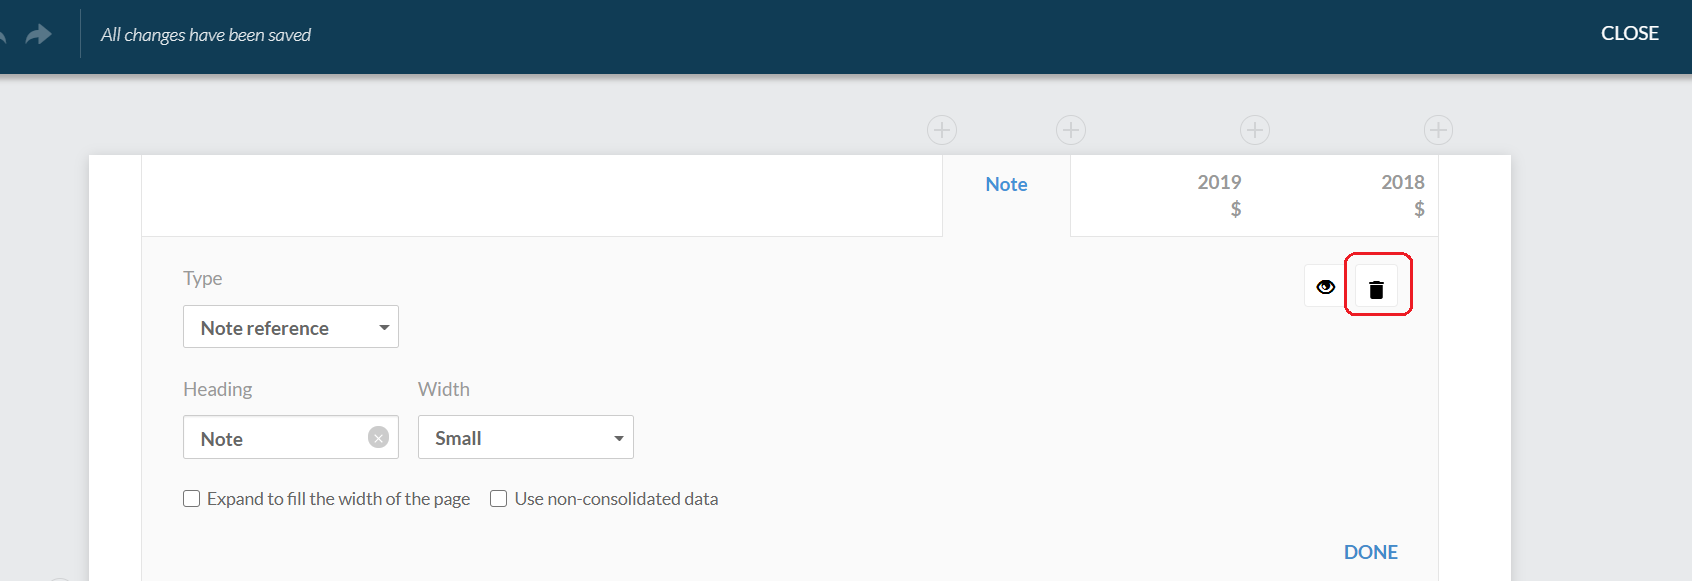 All changes have been saved
CLOSE
Note
2019
$
2018
$
Type
Note reference
Heading
Width
Note
Small
Expand to fill the width of the page
Use non-consolidated data
DONE